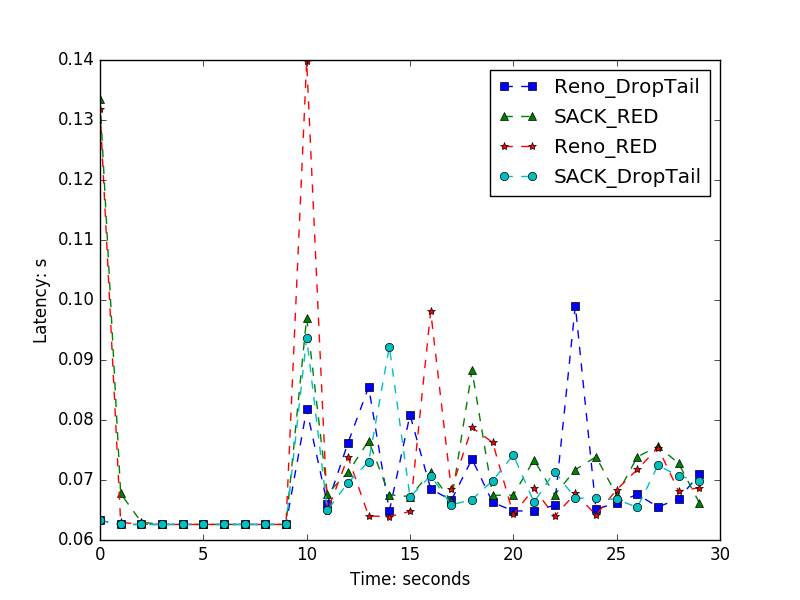 0.14
0.13
0.12
0.11
0.10
0.09
0.08
0.07
0.06
Latency: s
0 5 10 15 20 25 30
Time: seconds
Reno_DropTail
SACK_RED
Reno_RED
SACK_DropTail